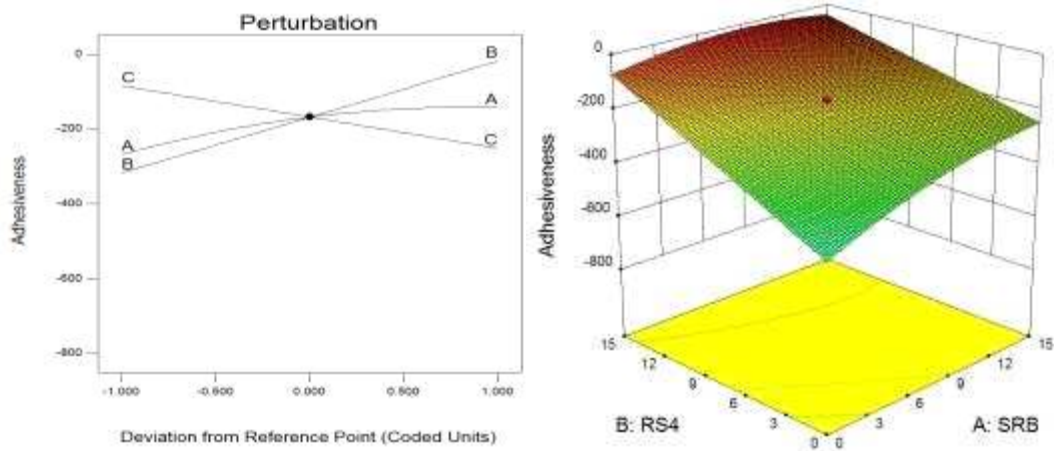 Perturbation
0
-200
-400
-600
-800
Adhesiveness
C
A
B
B
A
C
-1.000
-0.500
0.000
0.500
1.000
Deviation from Reference Point (Coded Units)
0
-200
-400
-600
-800
Adhesiveness
15
12
9
6
3
0
B: RS4
0
3
6
9
12
15
A: SRB